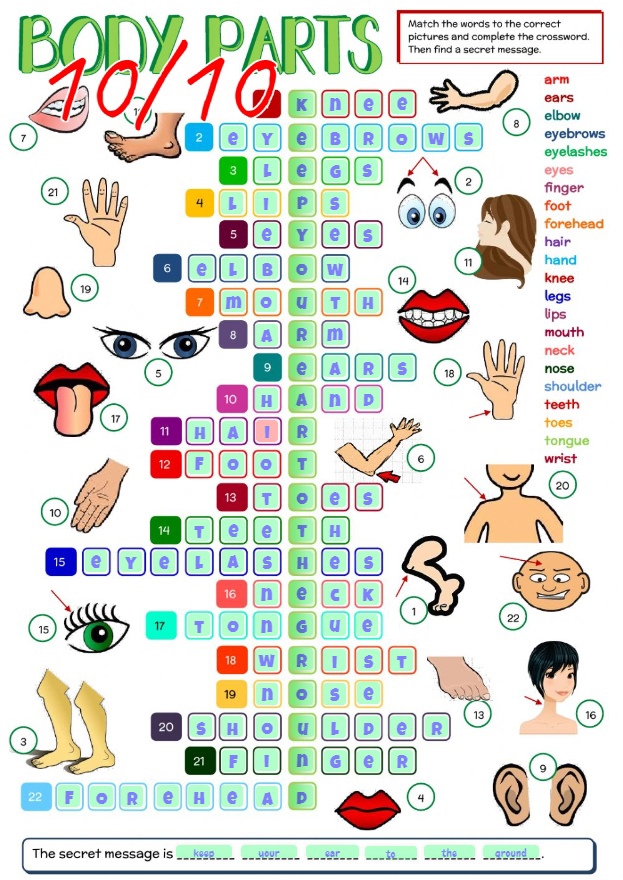 BODY PARTS
10/10
Match the words to the correct
pictures and complete the crossword.
Then find a secret message.
KNEE
2 EYEBROWS
3 LEGS
4 LIPS
5 EYES
6 ELBOW
7 MOUTH
8 ARM
9 EARS
10 HAND
11 HAIR
12 FOOT
13 TOES
14 TEETH
15 EYELASHES
16 NECK
17 TONGUE
18 WRIST
19 NOSE
20 SHOULDER
21 FINGER
22 FOREHEAD
arm
ears
elbow
eyebrows
eyelashes
eyes
finger
foot
forehead
hair
hand
knee
legs
lips
mouth
neck
nose
shoulder
teeth
toes
tongue
wrist
7
8
21
2
11
19
14
5
18
17
6
20
10
1
22
15
13
16
3
9
4
The secret message is keep your ear to the ground.